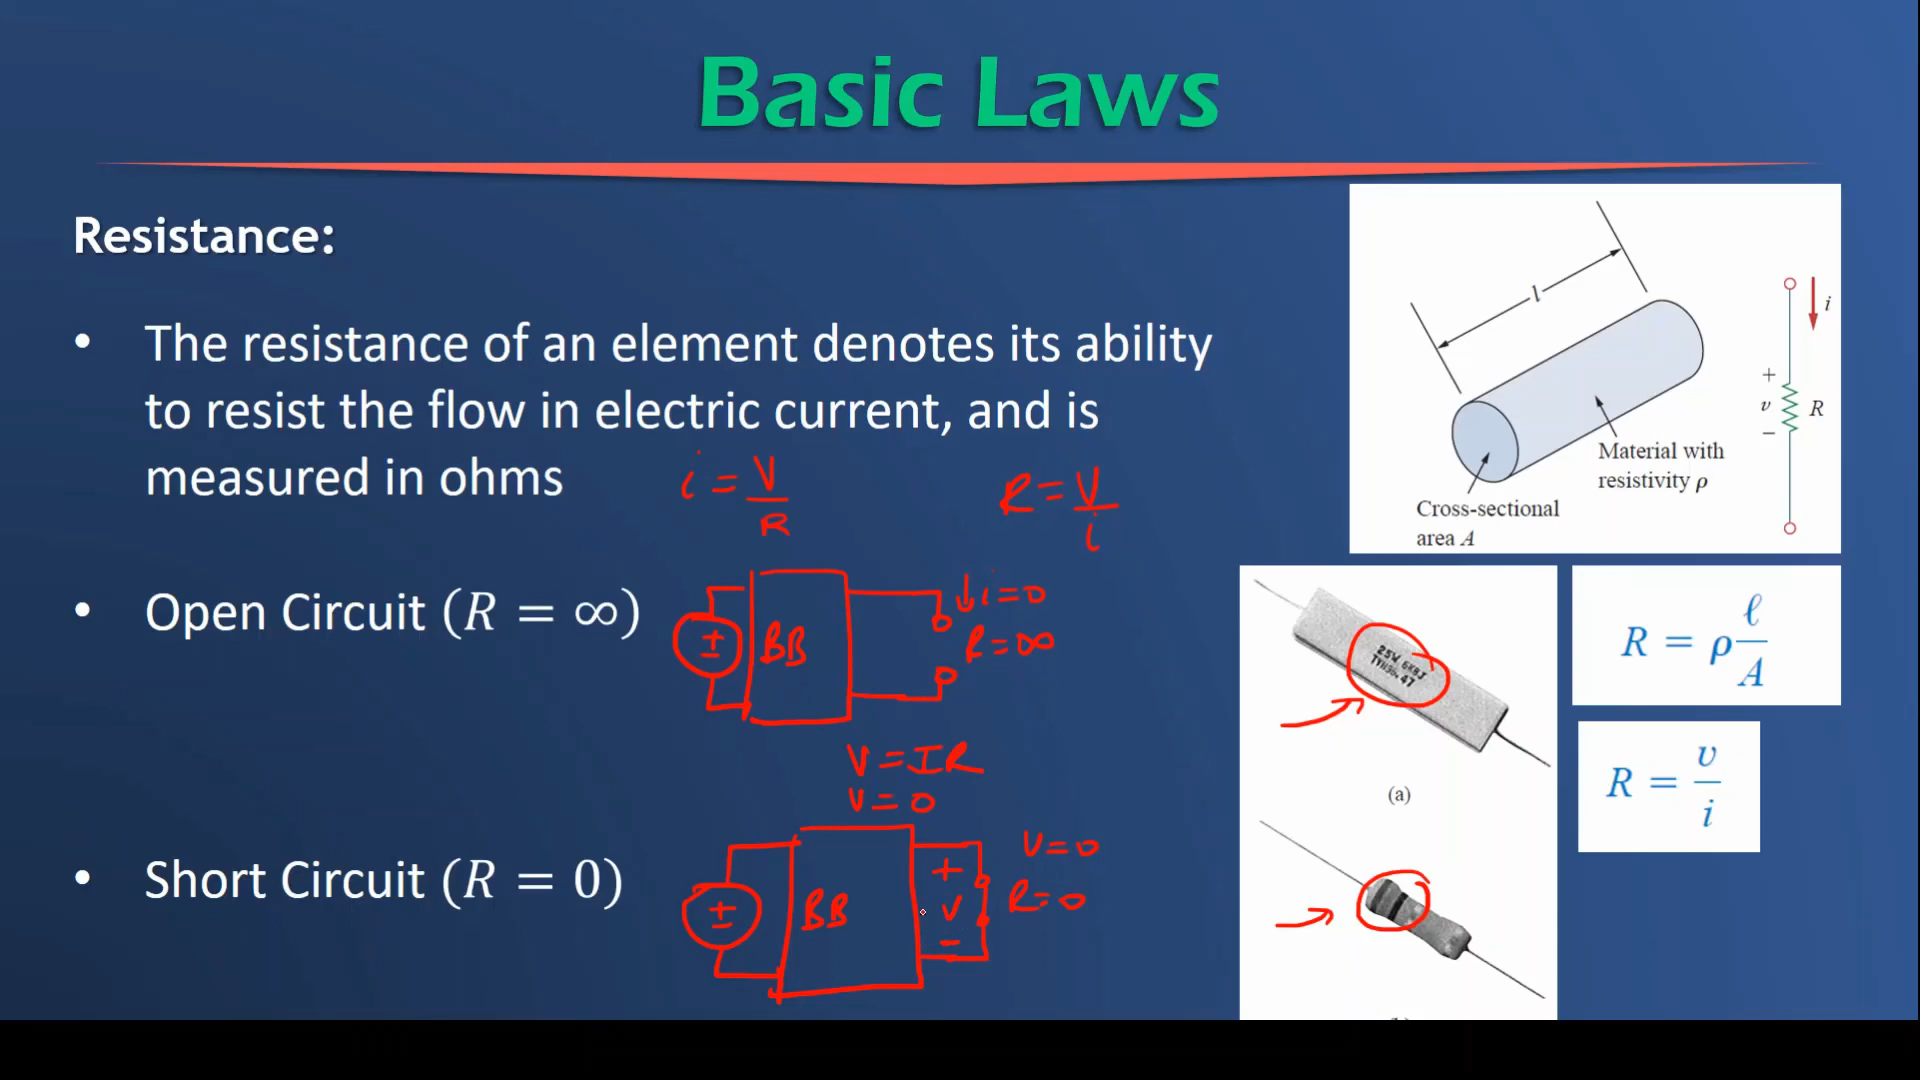 Basic Laws
Resistance:
• The resistance of an element denotes its ability
to resist the flow in electric current, and is
measured in ohms
i = V/R
R = V/i
• Open Circuit (R = ∞)
± BB
↓ i = 0
R = ∞
V = IR
V = 0
• Short Circuit (R = 0)
± BB
+
V
−
V = 0
R = 0
l
i
+
v
−
R
Material with
resistivity ρ
Cross-sectional
area A
25W 6K8J
(a)
R = ρ ℓ/A
R = v/i